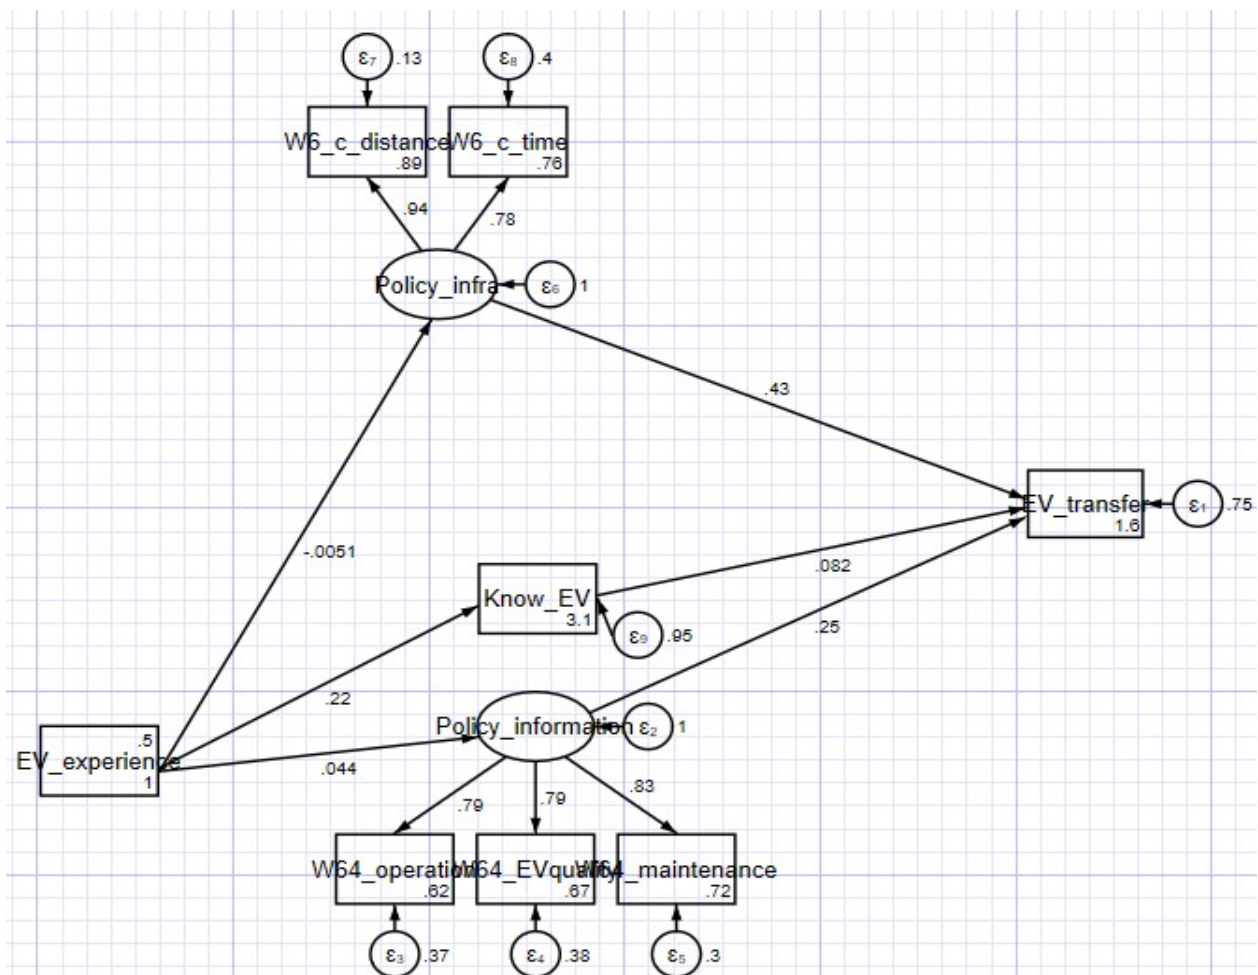 ε7 .13 ε8 .4
W6_c_distance W6_c_time
.89 .76
.94 .78
Policy_infra ε6 1
.43
EV_transfer ε1 .75
1.6
-.0051
.082
Know_EV
3.1
ε9 .95
.25
.22
Policy_information ε2 1
.5
EV_experience
1
.044
.79 .79 .83
W64_operation W64_EVquality W64_maintenance
.62 .67 .72
ε3 .37 ε4 .38 ε5 .3